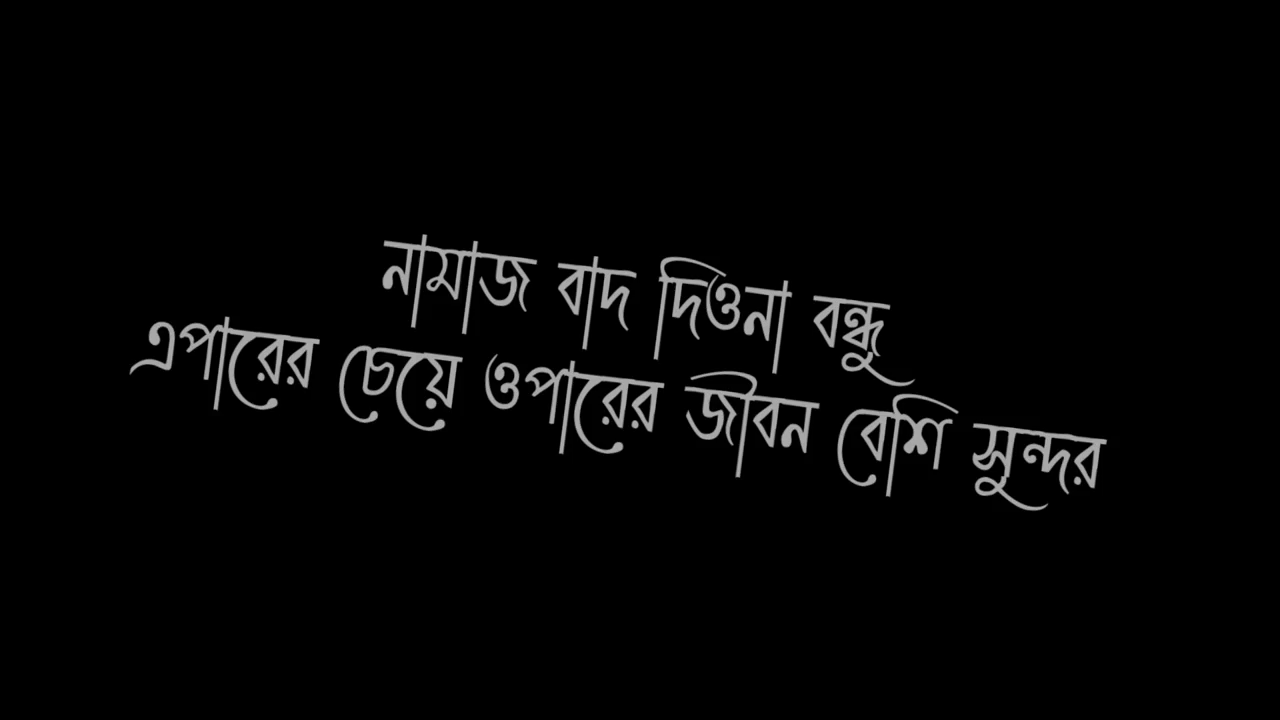 নামাজ বাদ দিওনা বন্ধু
এপারের চেয়ে ওপারের জীবন বেশি সুন্দর